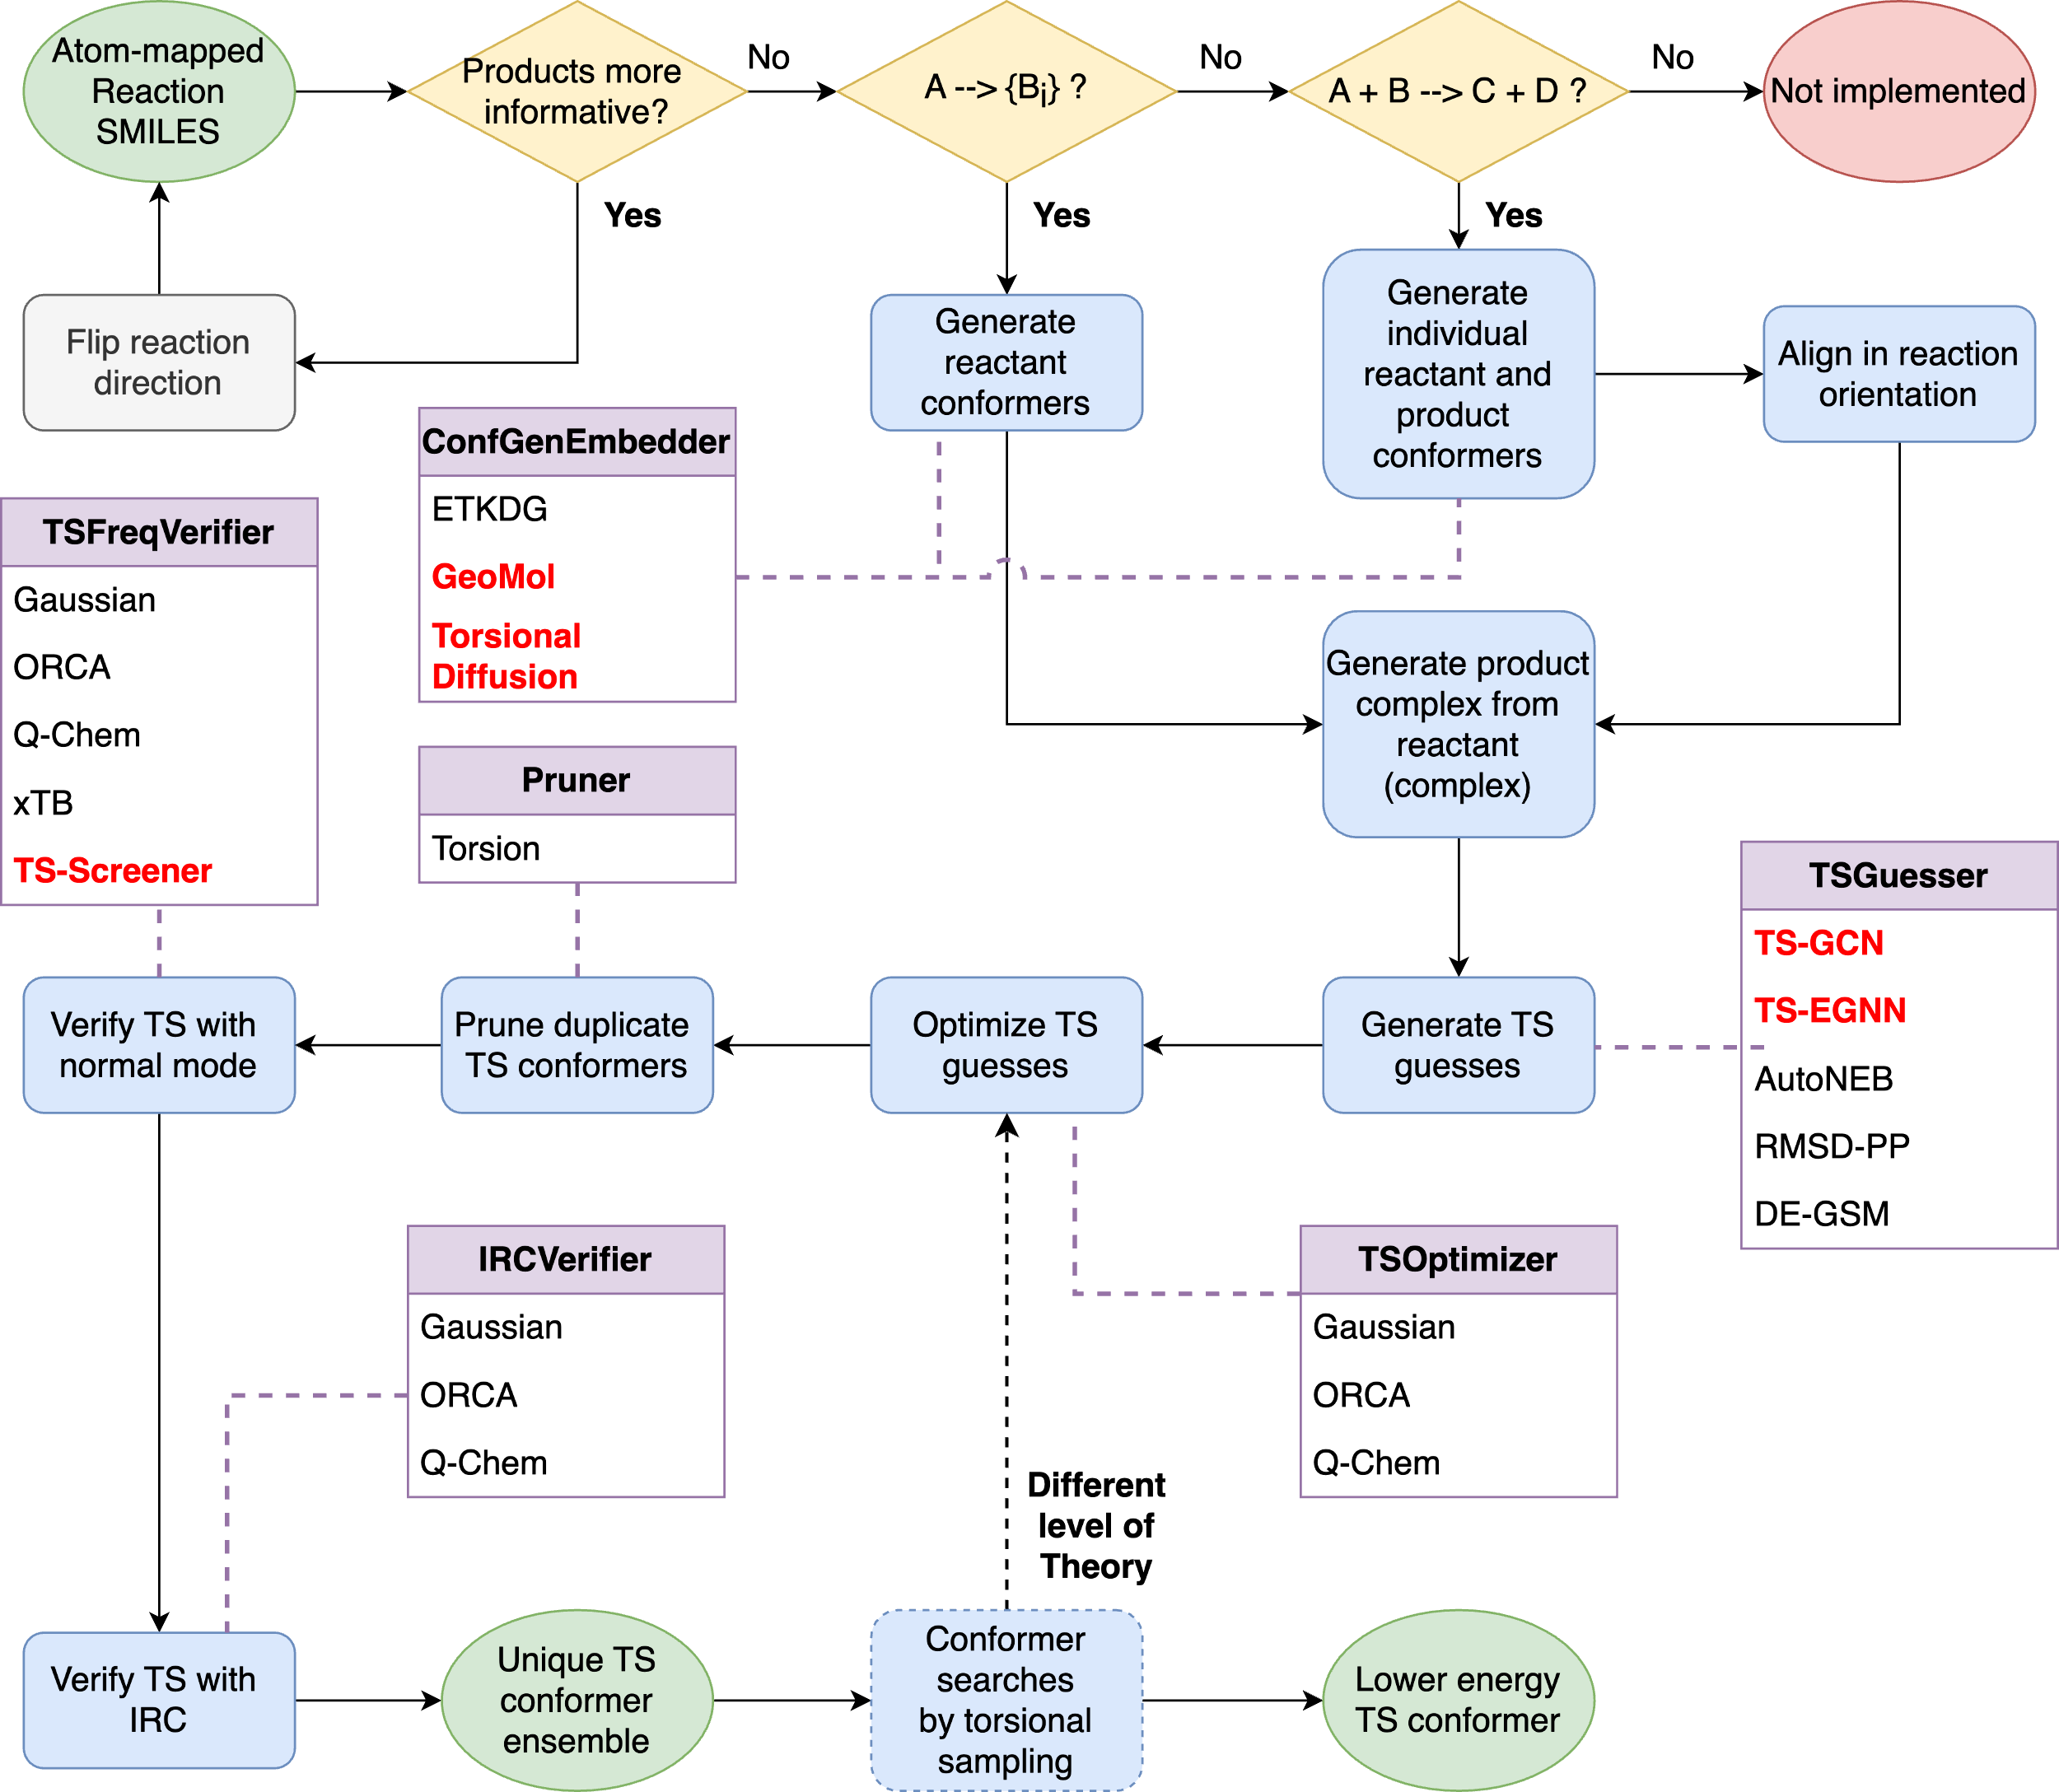 Atom-mapped
Reaction
SMILES
Products more
informative?
No
A --> {Bi} ?
No
A + B --> C + D ?
No
Not implemented
Yes
Yes
Yes
Flip reaction
direction
Generate
reactant
conformers
Generate
individual
reactant and
product
conformers
Align in reaction
orientation
ConfGenEmbedder
ETKDG
GeoMol
Torsional
Diffusion
TSFreqVerifier
Gaussian
ORCA
Q-Chem
xTB
TS-Screener
Generate product
complex from
reactant
(complex)
Pruner
Torsion
TSGuesser
TS-GCN
TS-EGNN
AutoNEB
RMSD-PP
DE-GSM
Verify TS with
normal mode
Prune duplicate
TS conformers
Optimize TS
guesses
Generate TS
guesses
IRCVerifier
Gaussian
ORCA
Q-Chem
TSOptimizer
Gaussian
ORCA
Q-Chem
Different
level of
Theory
Verify TS with
IRC
Unique TS
conformer
ensemble
Conformer
searches
by torsional
sampling
Lower energy
TS conformer